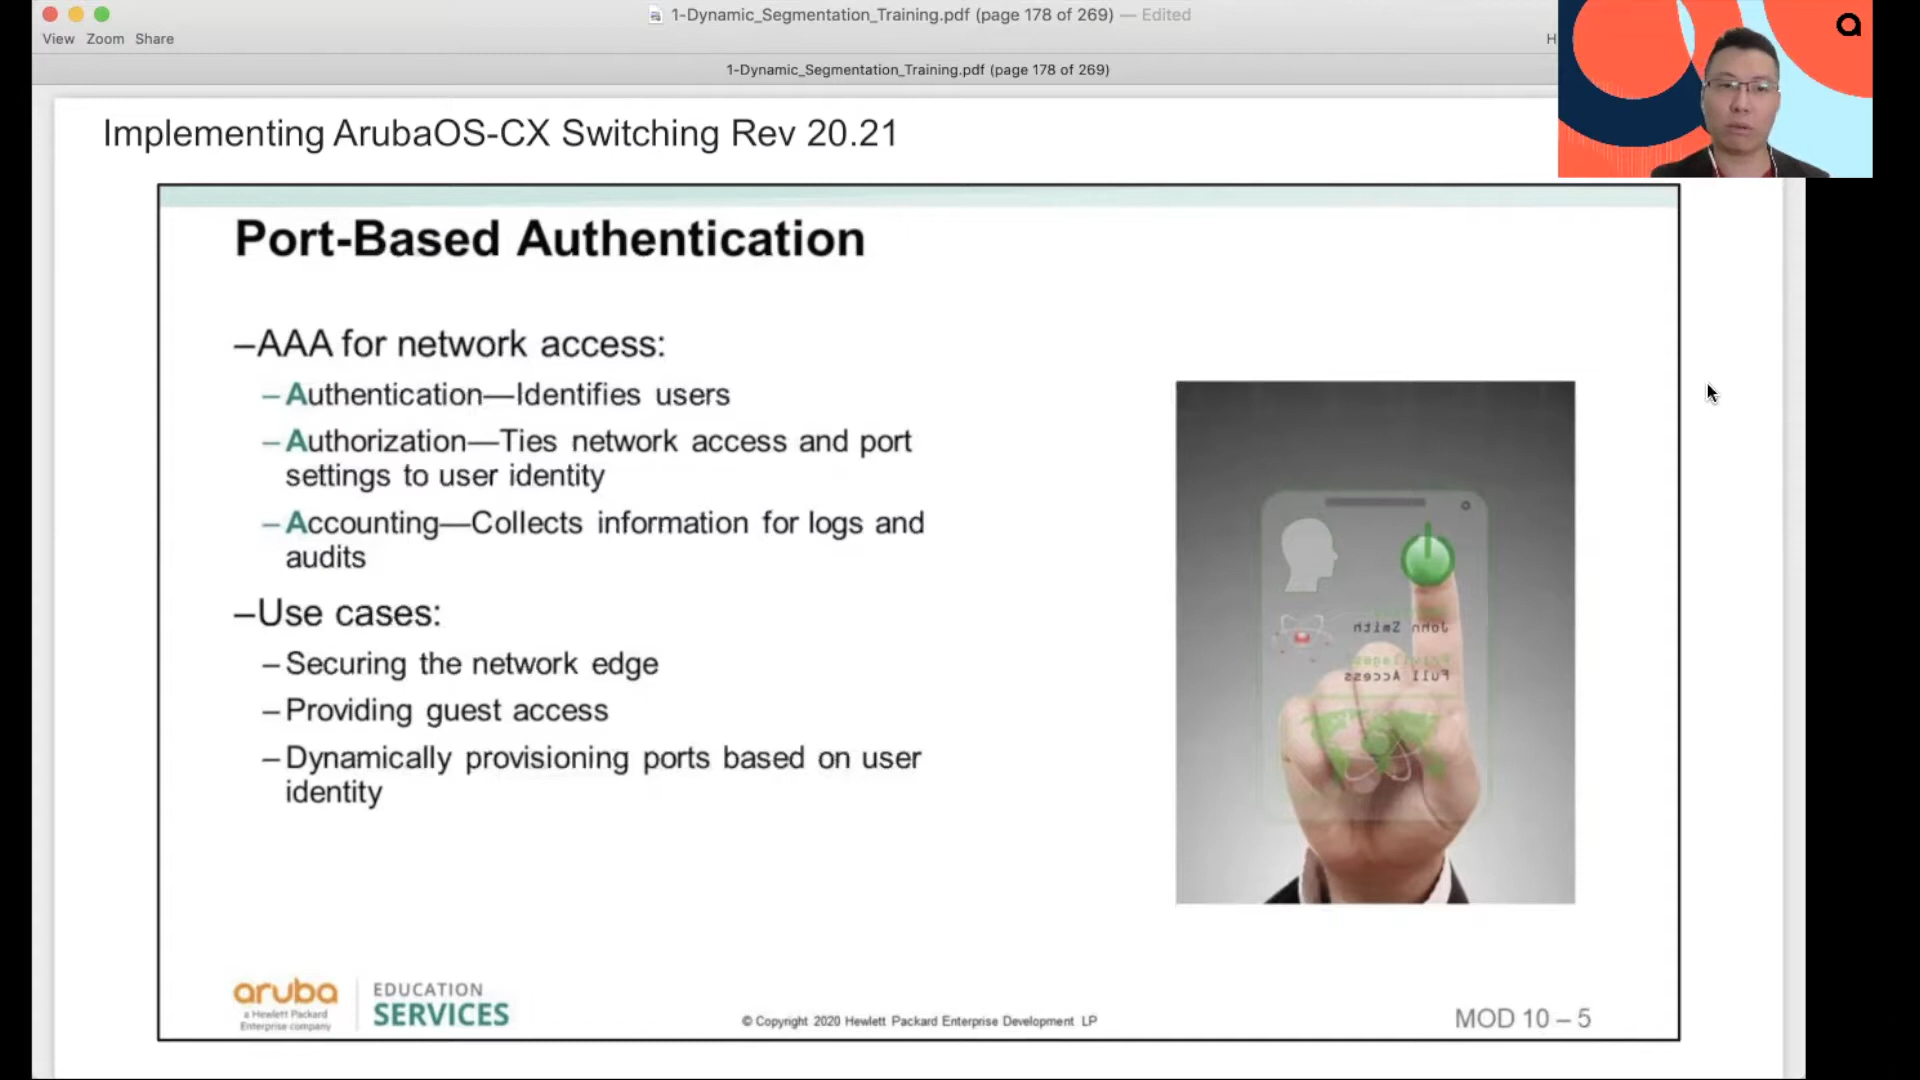 1-Dynamic_Segmentation_Training.pdf (page 178 of 269) — Edited
View Zoom Share
H
1-Dynamic_Segmentation_Training.pdf (page 178 of 269)
Implementing ArubaOS-CX Switching Rev 20.21
Port-Based Authentication
–AAA for network access:
–Authentication—Identifies users
–Authorization—Ties network access and port
settings to user identity
–Accounting—Collects information for logs and
audits
–Use cases:
–Securing the network edge
–Providing guest access
–Dynamically provisioning ports based on user
identity
John Smith
Full Access
aruba
a Hewlett Packard
Enterprise company
EDUCATION
SERVICES
© Copyright 2020 Hewlett Packard Enterprise Development LP
MOD 10 – 5